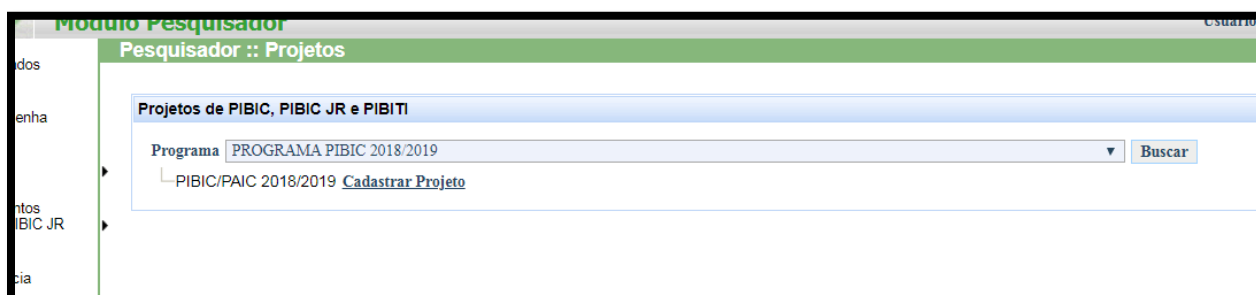 Módulo Pesquisador
Usuário
Pesquisador :: Projetos
dos
Projetos de PIBIC, PIBIC JR e PIBITI
enha
Programa PROGRAMA PIBIC 2018/2019 Buscar
PIBIC/PAIC 2018/2019 Cadastrar Projeto
ntos
IBIC JR
cia